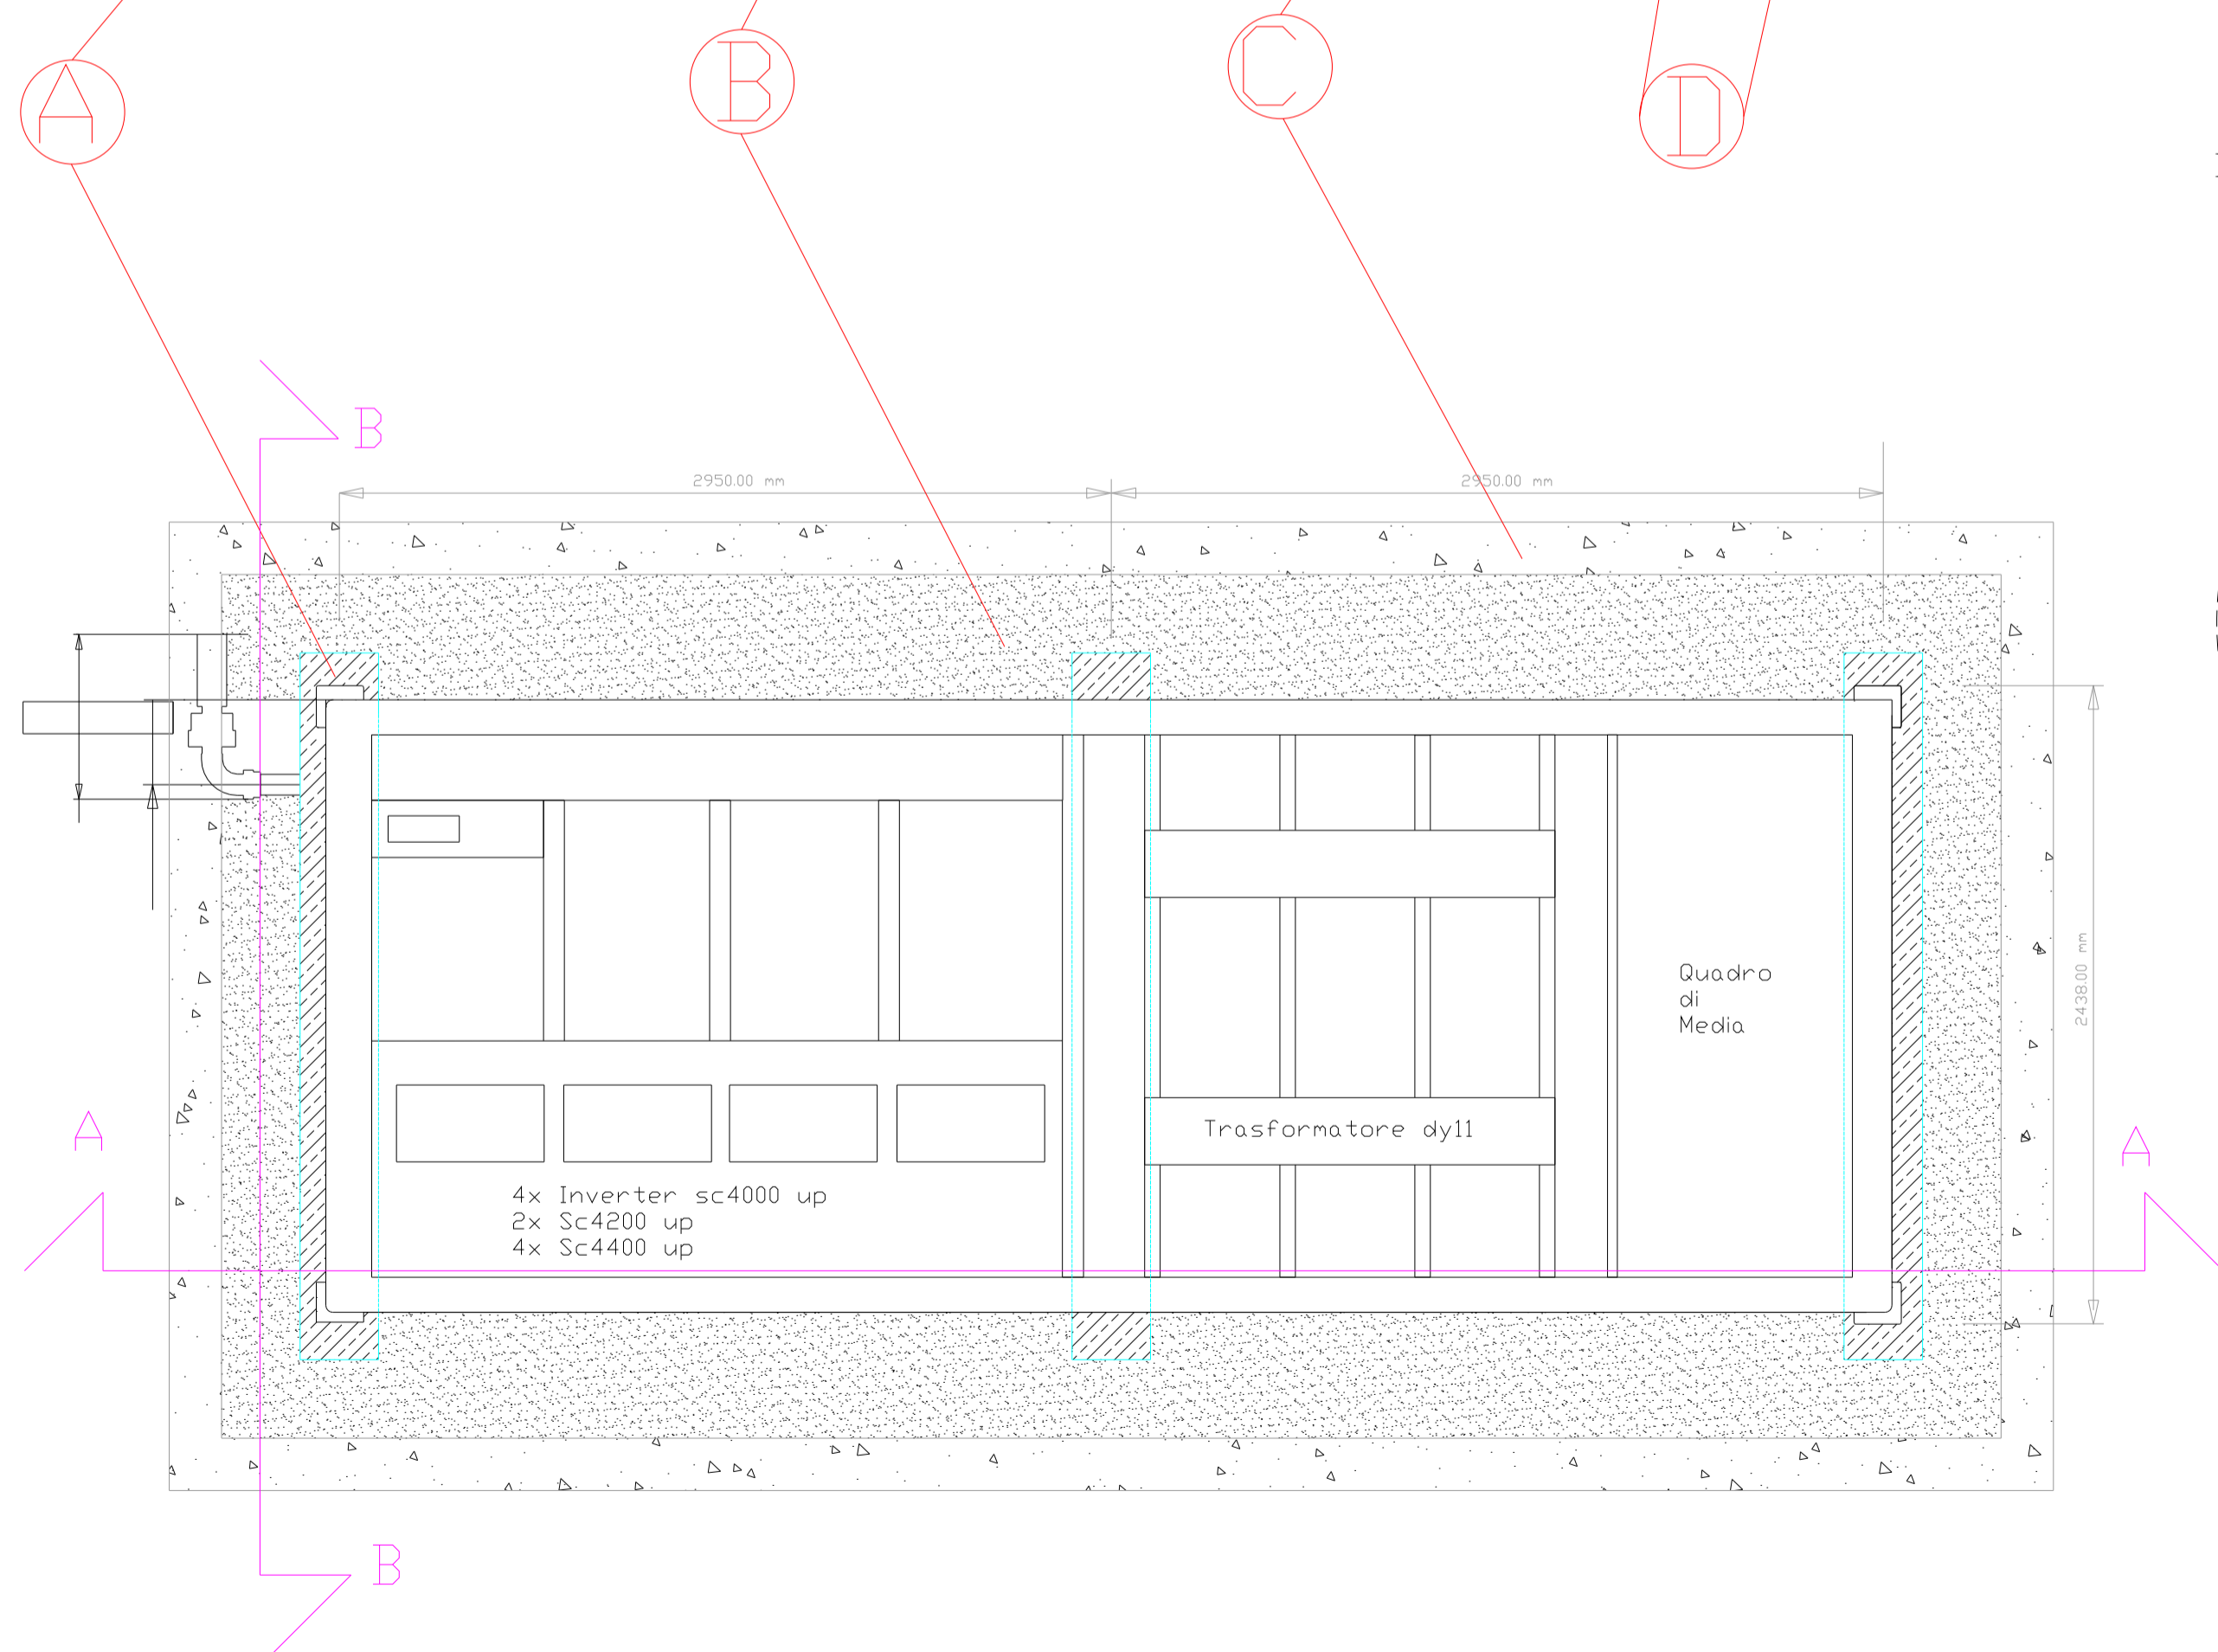 A
B
C
D
B
2950.00 mm
2950.00 mm
Quadro
di
Media
2438.00 mm
A
A
Trasformatore dy11
4x Inverter sc4000 up
2x Sc4200 up
4x Sc4400 up
B